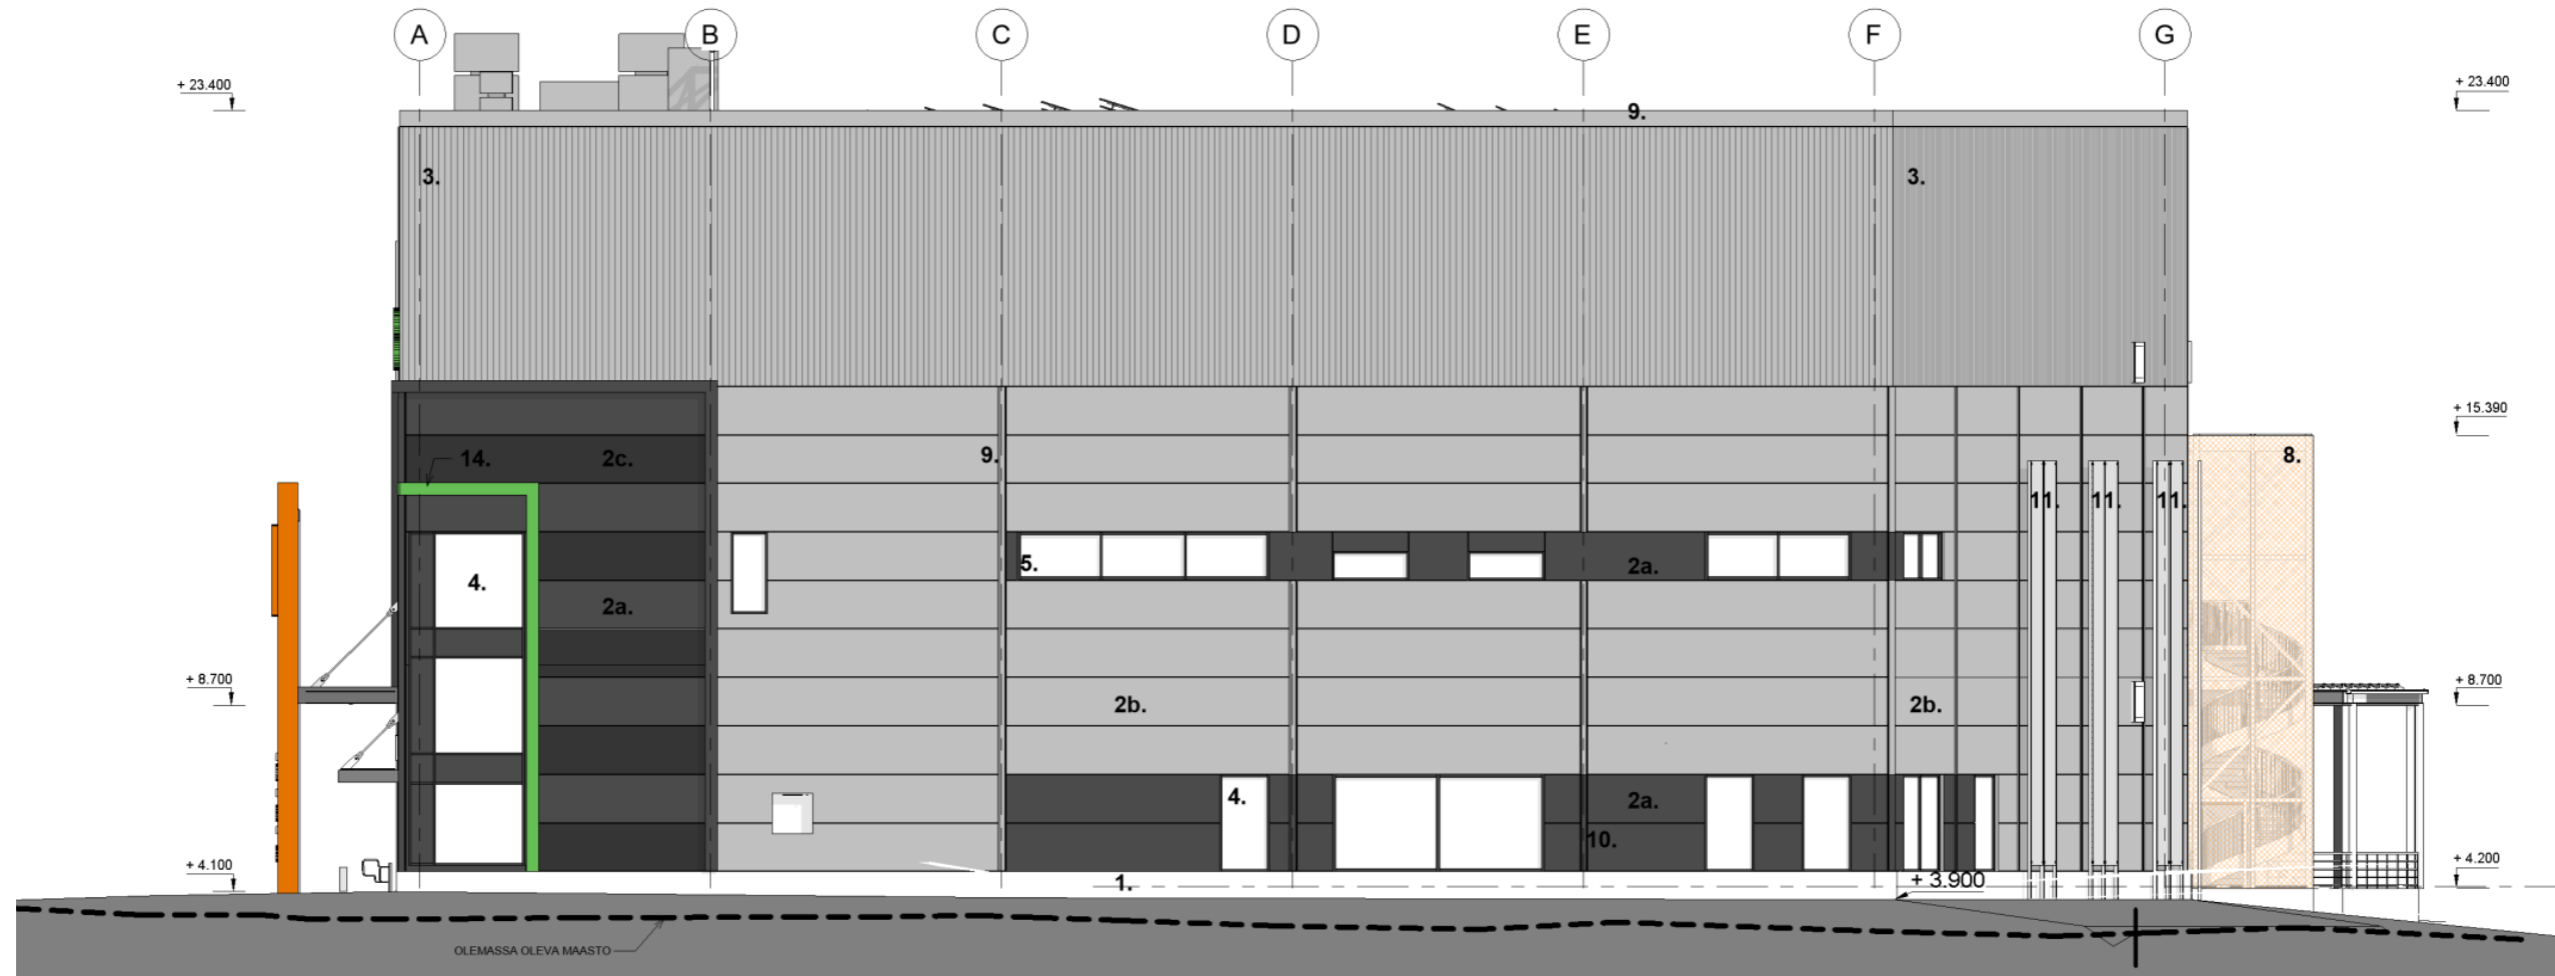 A B C D E F G
+ 23.400 + 23.400
9.
3. 3.
+ 15.390
14. 2c. 9. 8.
11. 11. 11.
4. 5. 2a.
2a.
+ 8.700 + 8.700
2b. 2b.
4. 2a.
10.
+ 4.100 + 4.200
1. + 3.900
OLEMASSA OLEVA MAASTO